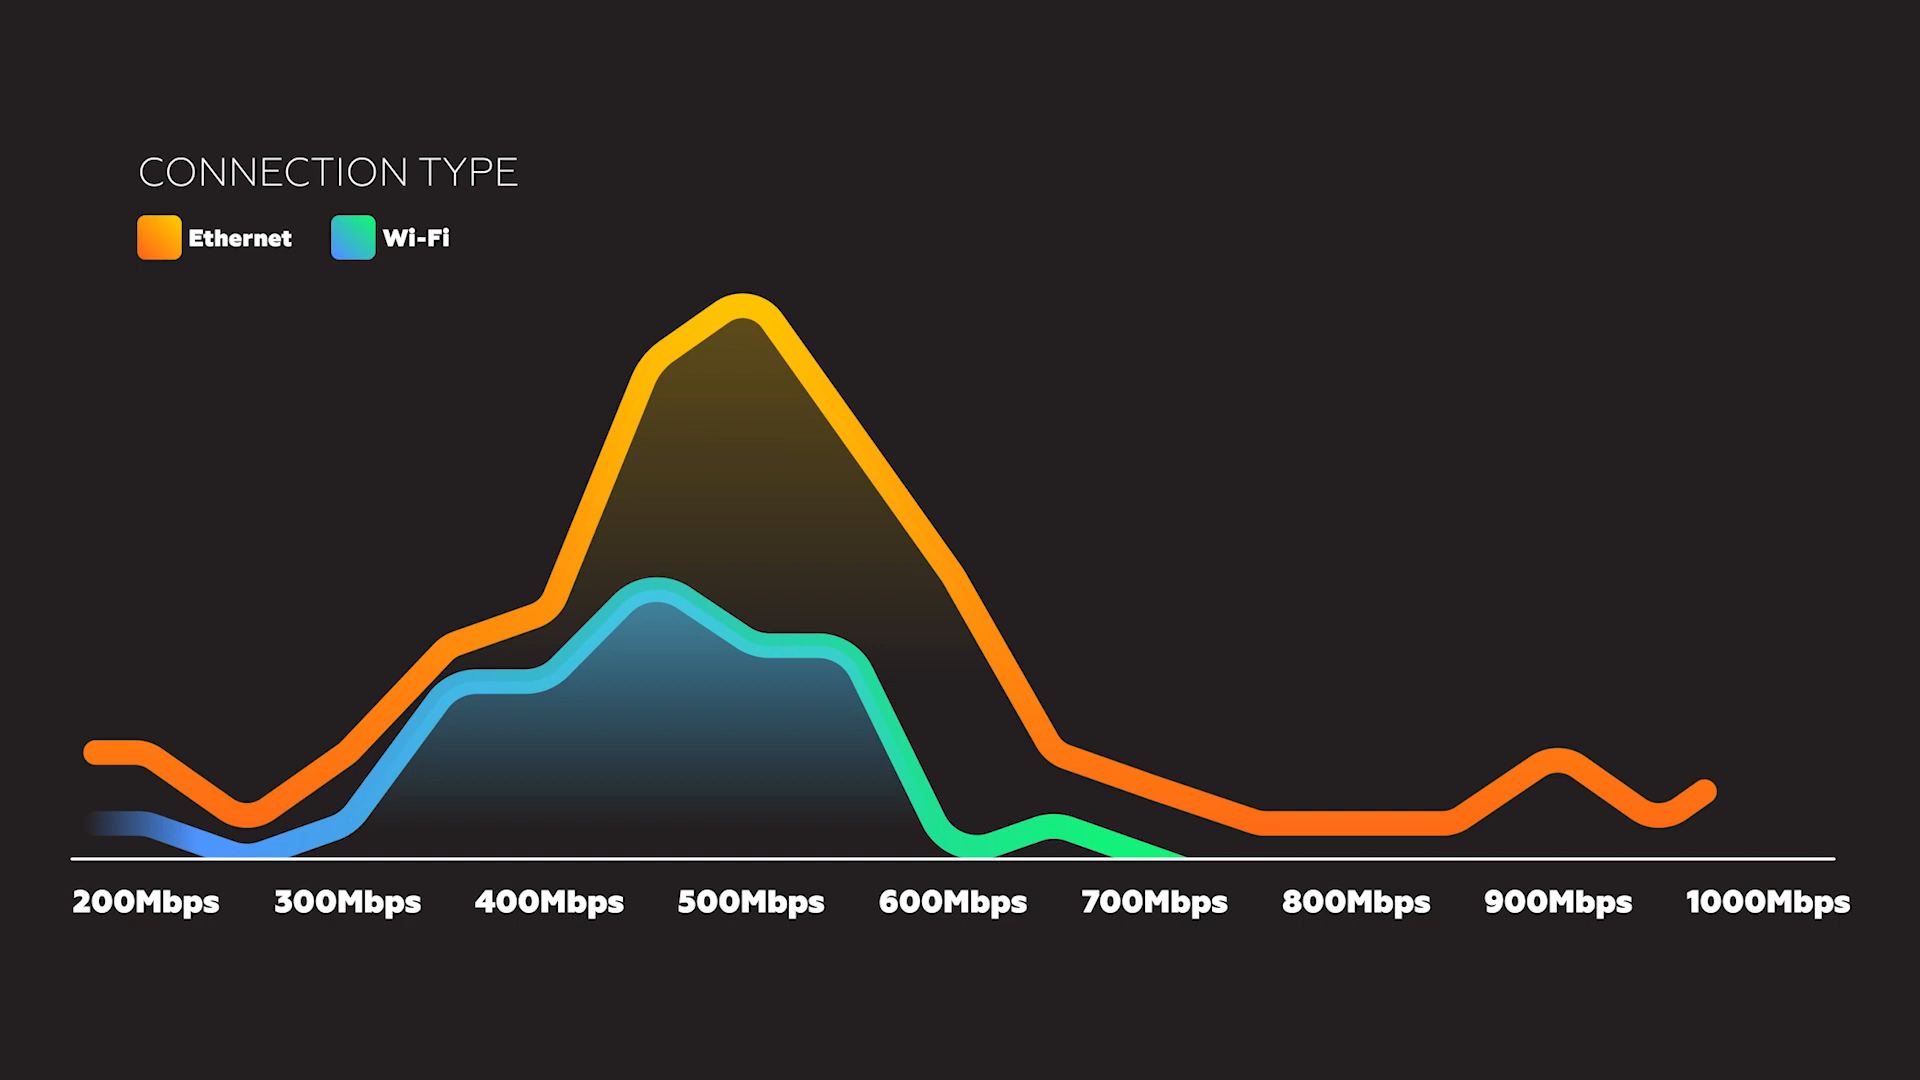 CONNECTION TYPE
Ethernet Wi-Fi
200Mbps 300Mbps 400Mbps 500Mbps 600Mbps 700Mbps 800Mbps 900Mbps 1000Mbps